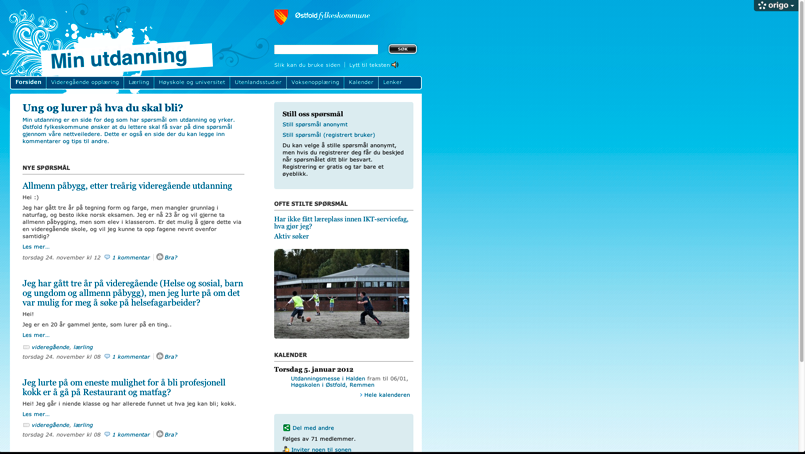 origo
Østfold fylkeskommune
Min utdanning
SØK
Slik kan du bruke siden | Lytt til teksten
Forsiden
Videregående opplæring
Lærling
Høyskole og universitet
Utenlandsstudier
Voksenopplæring
Kalender
Lenker
Ung og lurer på hva du skal bli?
Min utdanning er en side for deg som har spørsmål om utdanning og yrker.
Østfold fylkeskommune ønsker at du lettere skal få svar på dine spørsmål
gjennom våre nettveiledere. Dette er også en side der du kan legge inn
kommentarer og tips til andre.
NYE SPØRSMÅL
Allmenn påbygg, etter treårig videregående utdanning
Hei :)
Jeg har gått tre år på tegning form og farge, men mangler grunnlag i
naturfag, og besto ikke norsk eksamen. Jeg er nå 23 år og vil gjerne ta
allmenn påbygging, men som elev i klasserom. Er det mulig å gjøre dette via
en videregående skole, og vil jeg kunne ta opp fagene nevnt ovenfor
samtidig?
Les mer...
torsdag 24. november kl 12 | 1 kommentar | Bra?
Jeg har gått tre år på videregående (Helse og sosial, barn
og ungdom og allmenn påbygg), men jeg lurte på om det
var mulig for meg å søke på helsefagarbeider?
Hei!
Jeg er en 20 år gammel jente, som lurer på en ting..
Les mer...
videregående, lærling
torsdag 24. november kl 08 | 1 kommentar | Bra?
Jeg lurte på om eneste mulighet for å bli profesjonell
kokk er å gå på Restaurant og matfag?
Hei! Jeg går i niende klasse og har allerede funnet ut hva jeg kan bli; kokk.
Les mer...
videregående, lærling
torsdag 24. november kl 08 | 1 kommentar | Bra?
Still oss spørsmål
Still spørsmål anonymt
Still spørsmål (registrert bruker)
Du kan velge å stille spørsmål anonymt,
men hvis du registrerer deg får du beskjed
når spørsmålet ditt blir besvart.
Registrering er gratis og tar bare et
øyeblikk.
OFTE STILTE SPØRSMÅL
Har ikke fått læreplass innen IKT-servicefag,
hva gjør jeg?
Aktiv søker
KALENDER
Torsdag 5. januar 2012
Utdanningsmesse i Halden fram til 06/01,
Høgskolen i Østfold, Remmen
› Hele kalenderen
Del med andre
Følges av 71 medlemmer.
Inviter noen til sonen